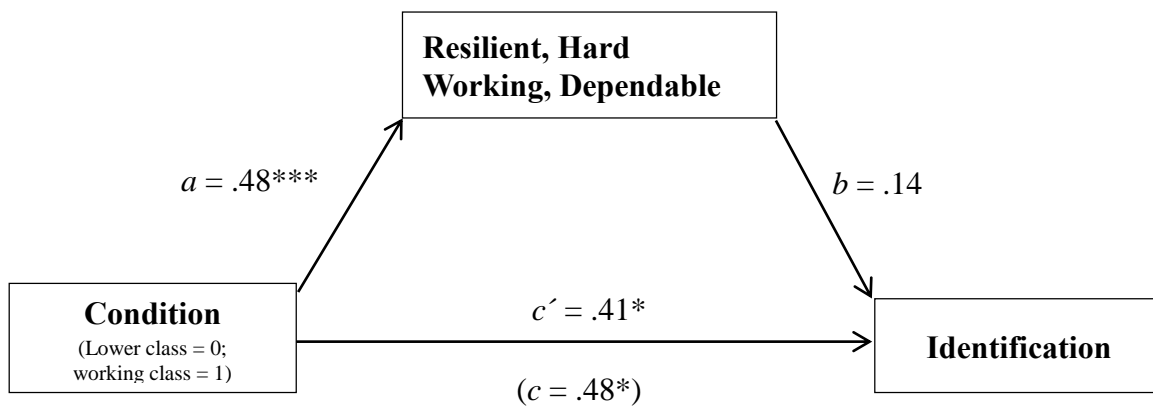 Resilient, Hard
Working, Dependable
a = .48***
b = .14
Condition
(Lower class = 0;
working class = 1)
c´ = .41*
(c = .48*)
Identification